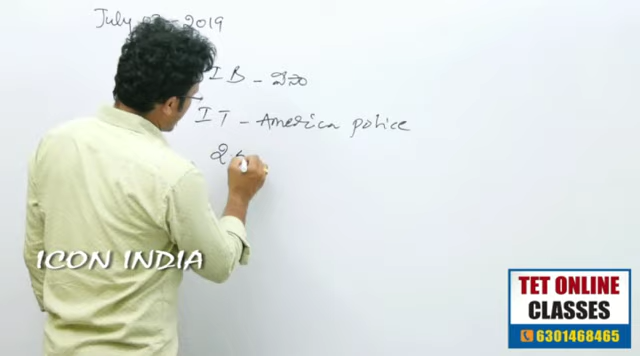 July - 2019
IB - వీసా
IT - America police
ICON INDIA
TET ONLINE
CLASSES
6301468465